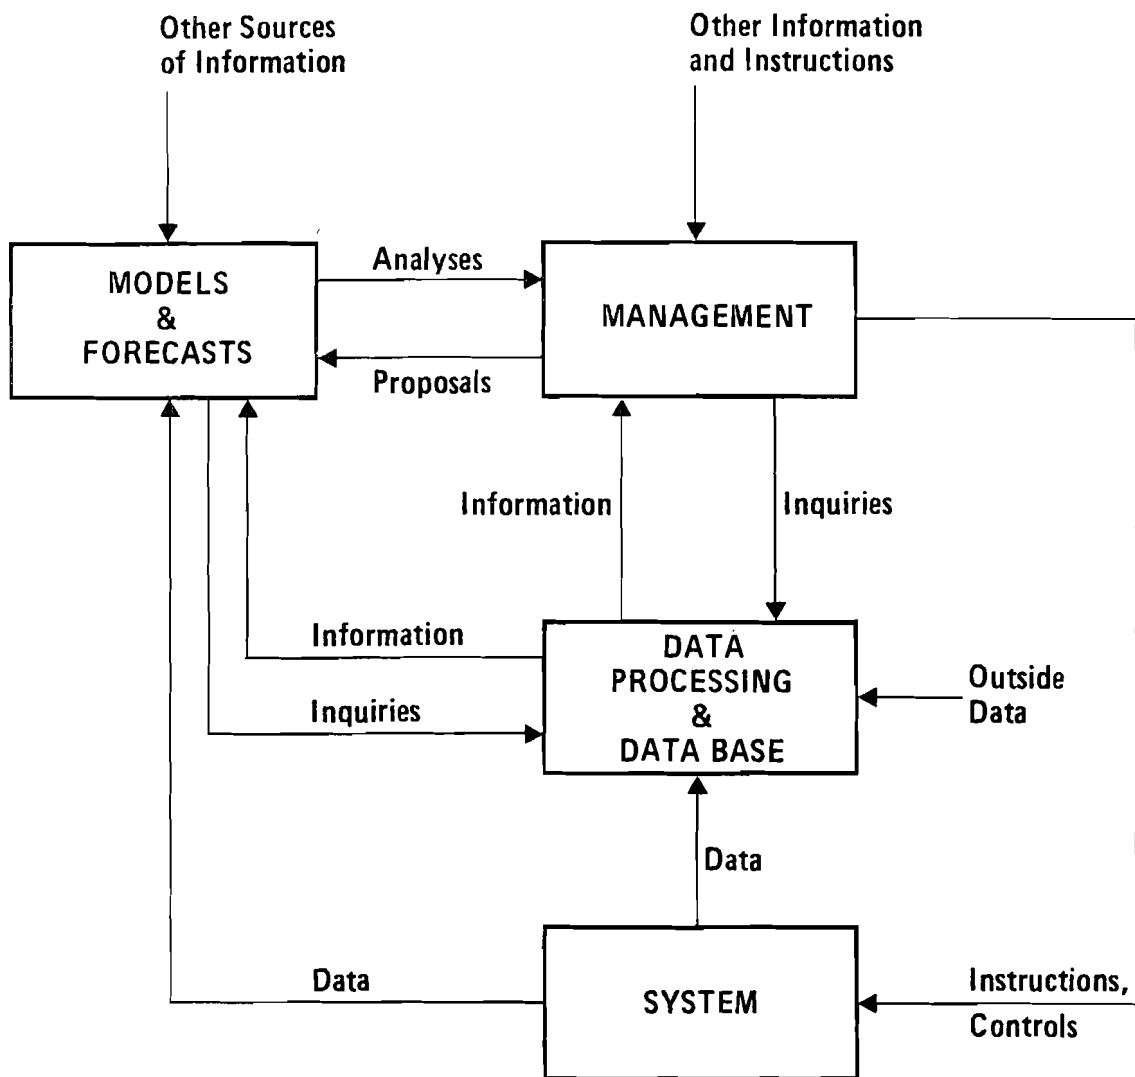 Other Sources
of Information
Other Information
and Instructions
MODELS
&
FORECASTS
Analyses
MANAGEMENT
Proposals
Information
Inquiries
Information
DATA
PROCESSING
&
DATA BASE
Outside
Data
Inquiries
Data
Data
SYSTEM
Instructions,
Controls